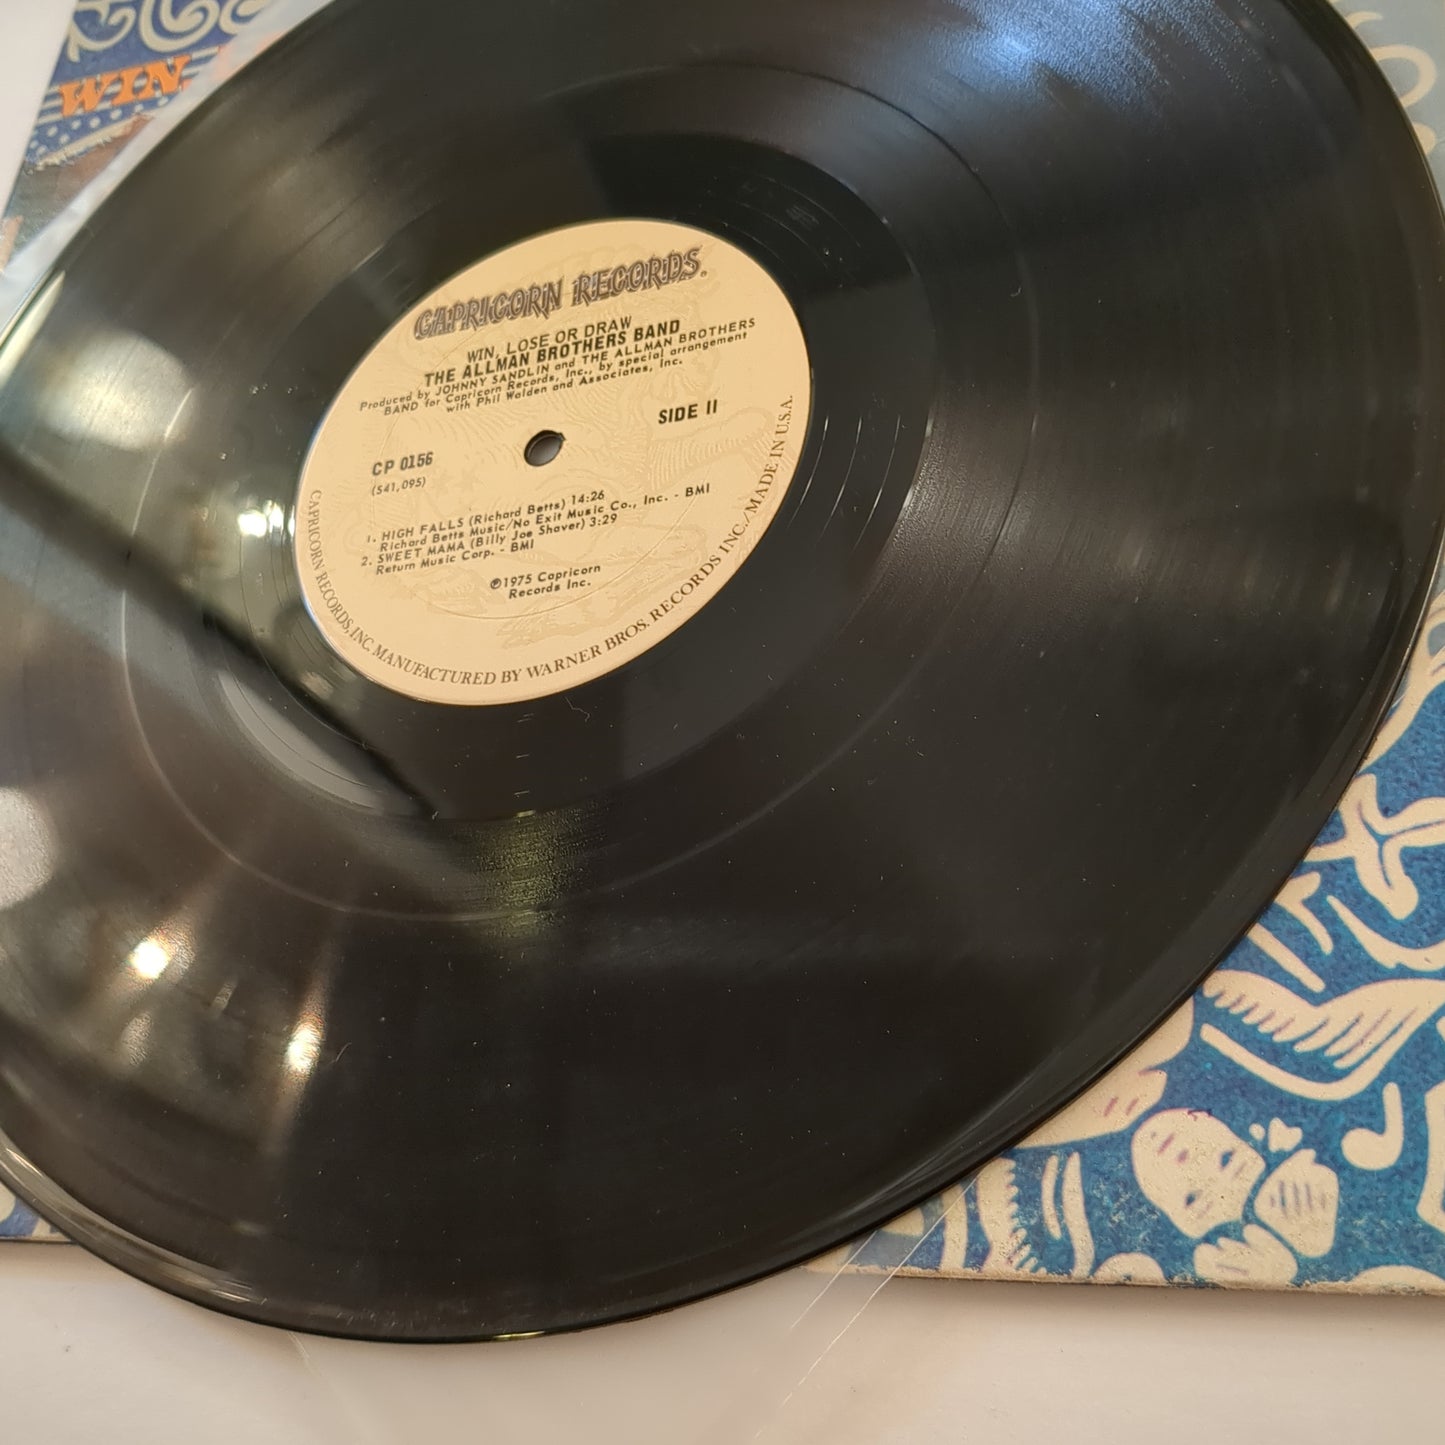 WIN,
CAPRICORN RECORDS®
WIN, LOSE OR DRAW
THE ALLMAN BROTHERS BAND
Produced by JOHNNY SANDLIN and THE ALLMAN BROTHERS
BAND for Capricorn Records, Inc., by special arrangement
with Phil Walden and Associates, Inc.
SIDE II
CP 0156
(541,095)
1. HIGH FALLS (Richard Betts) 14:26
Richard Betts Music/No Exit Music Co., Inc. - BMI
2. SWEET MAMA (Billy Joe Shaver) 3:29
Return Music Corp. - BMI
℗1975 Capricorn
Records Inc.
CAPRICORN RECORDS, INC. MANUFACTURED BY WARNER BROS. RECORDS INC./MADE IN U.S.A.